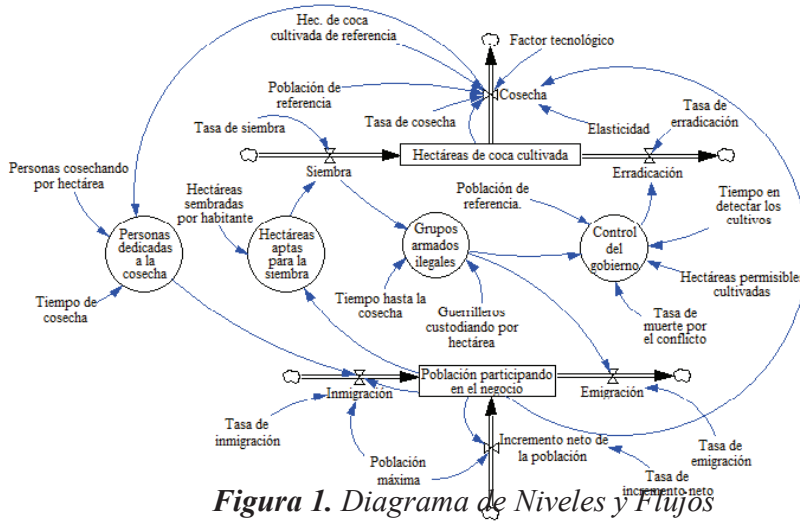 Hec. de coca
cultivada de referencia
Factor tecnológico
Población de
referencia
Cosecha
Tasa de cosecha
Tasa de
erradicación
Tasa de siembra
Elasticidad
Hectáreas de coca cultivada
Siembra
Erradicación
Personas cosechando
por hectárea
Hectáreas
sembradas
por habitante
Población de
referencia.
Tiempo en
detectar los
cultivos
Personas
dedicadas
a la
cosecha
Hectáreas
aptas
para la
siembra
Grupos
armados
ilegales
Control
del
gobierno
Hectáreas permisibles
cultivadas
Tiempo de
cosecha
Tiempo hasta la
cosecha
Guerrilleros
custodiando por
hectárea
Tasa de
muerte por
el conflicto
Población participando
en el negocio
Inmigración
Emigración
Tasa de
inmigración
Incremento neto de
la población
Tasa de
emigración
Población
máxima
Tasa de
incremento neto
Figura 1. Diagrama de Niveles y Flujos